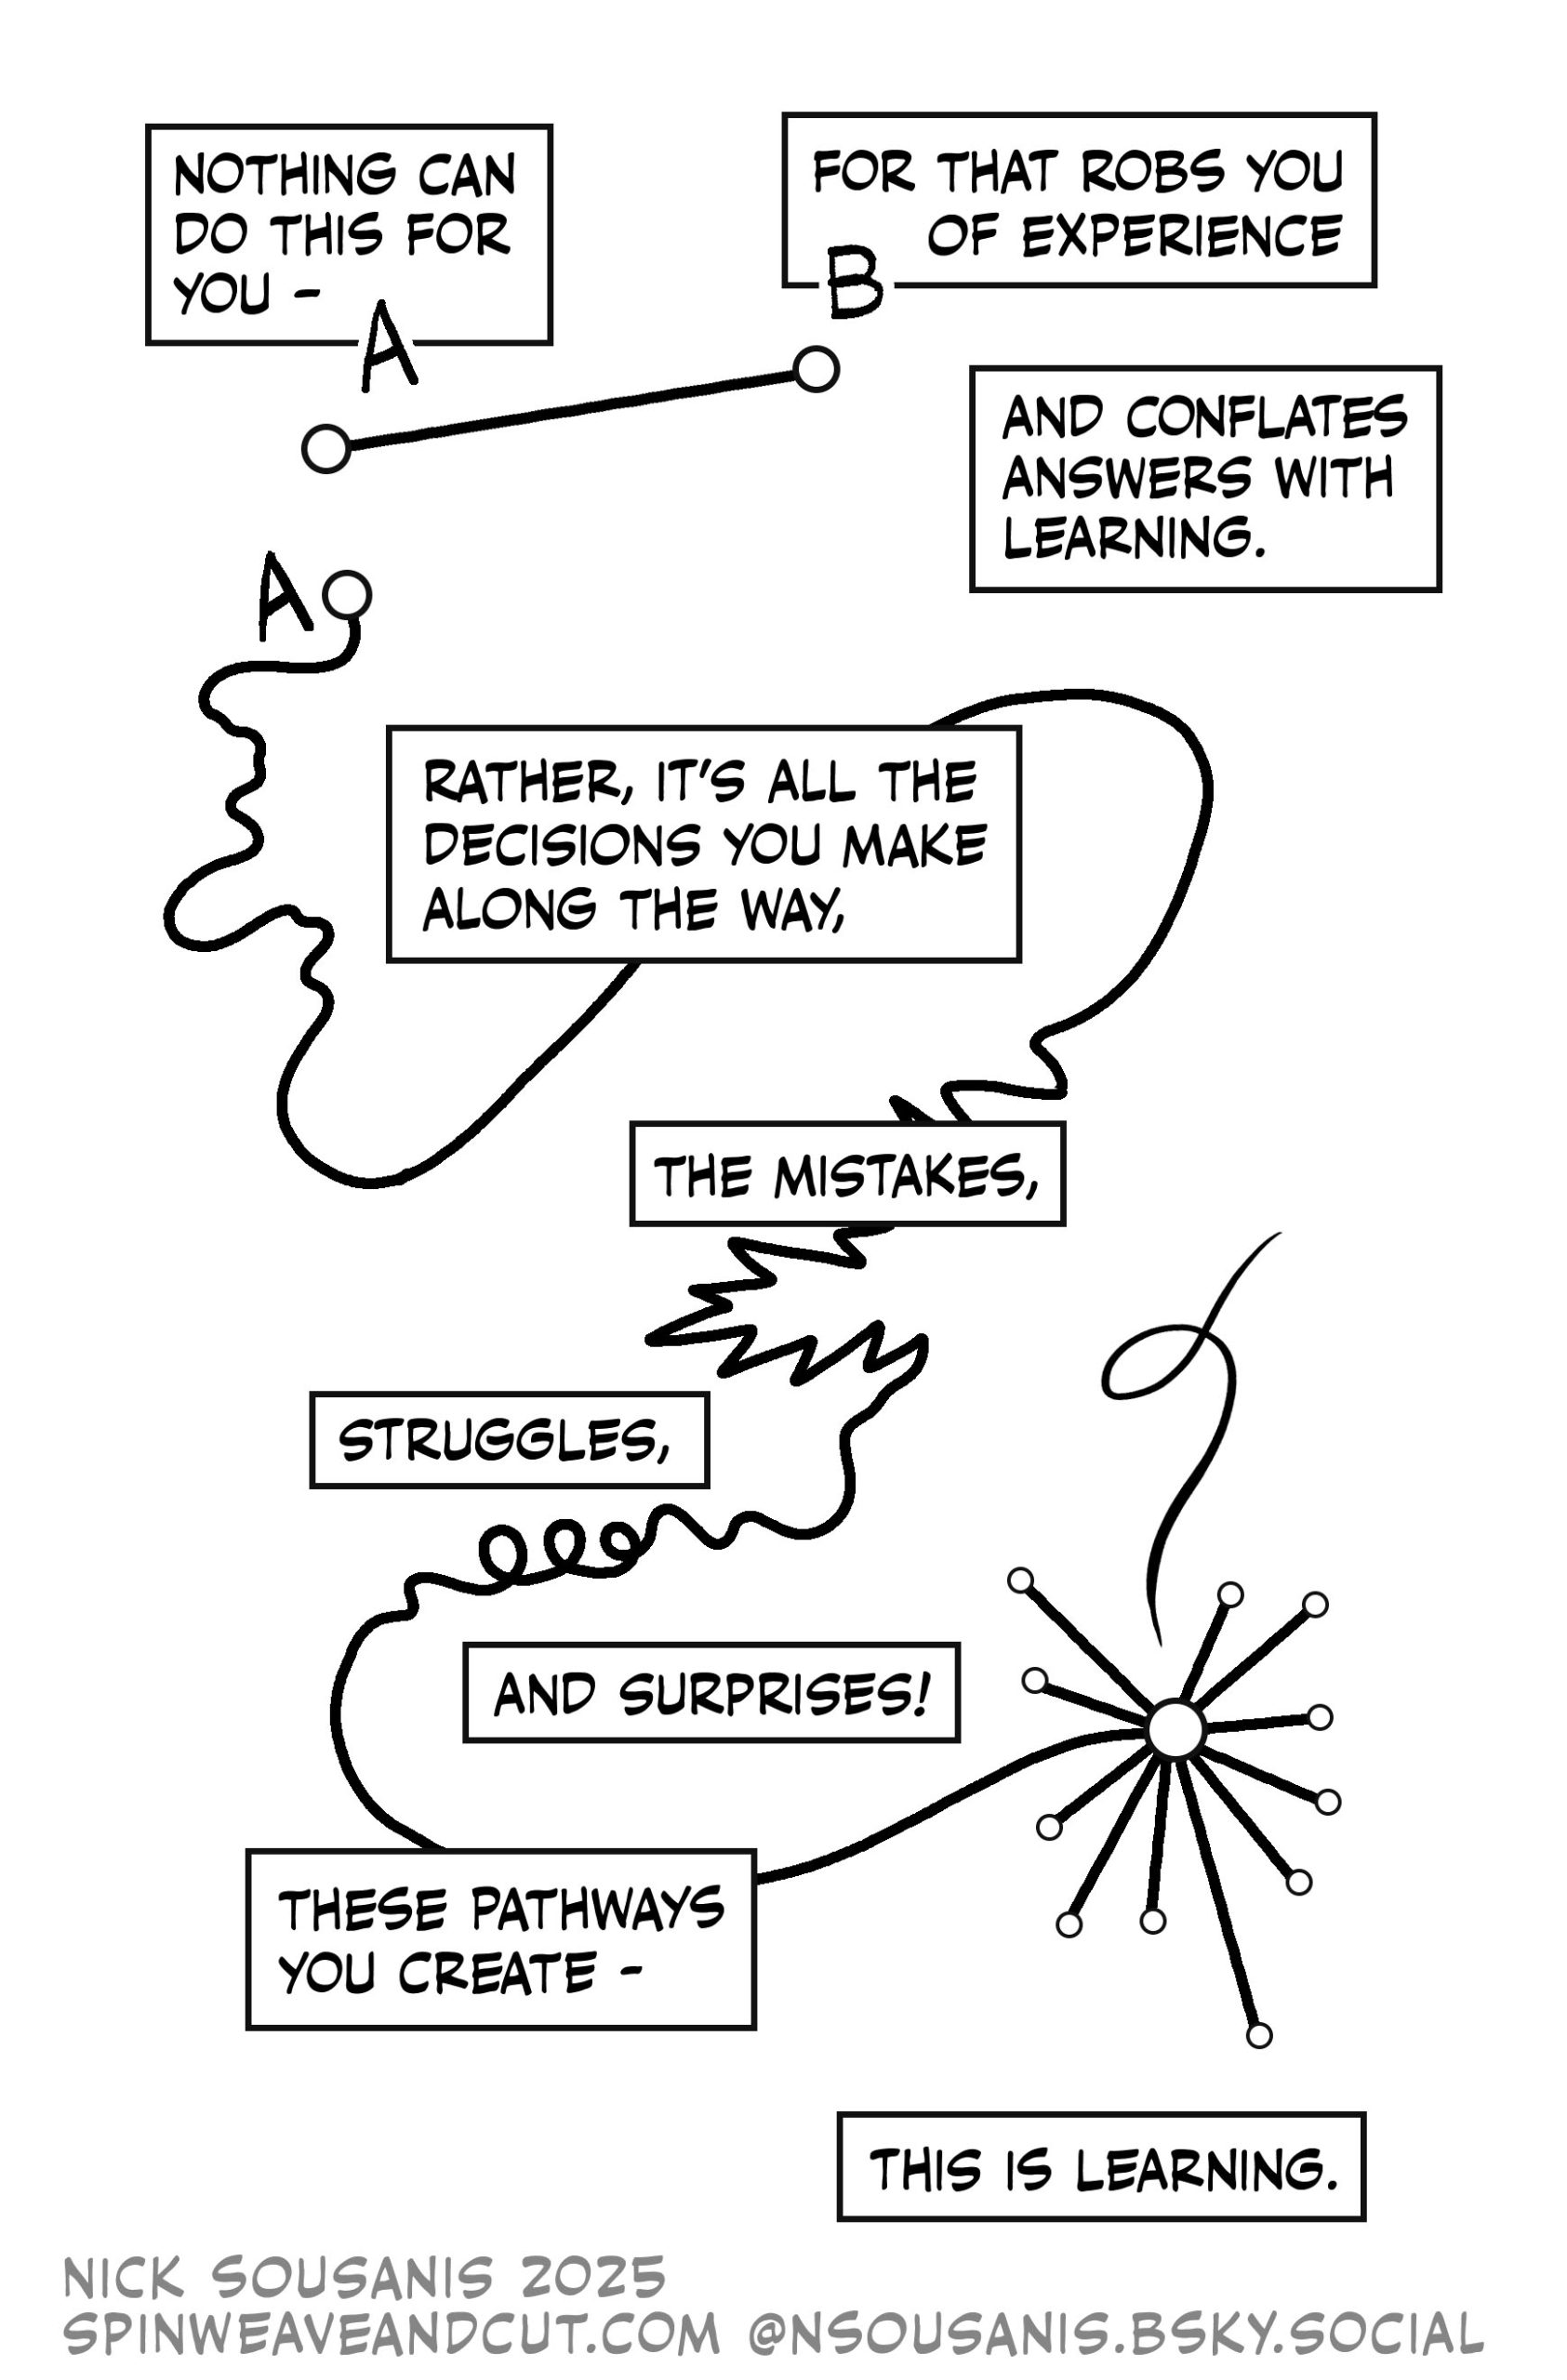 NOTHING CAN
DO THIS FOR
YOU -
A
FOR THAT ROBS YOU
OF EXPERIENCE
B
AND CONFLATES
ANSWERS WITH
LEARNING.
A
RATHER, IT'S ALL THE
DECISIONS YOU MAKE
ALONG THE WAY,
THE MISTAKES,
STRUGGLES,
AND SURPRISES!
THESE PATHWAYS
YOU CREATE -
THIS IS LEARNING.
NICK SOUSANIS 2025
SPINWEAVEANDCUT.COM @NSOUSANIS.BSKY.SOCIAL